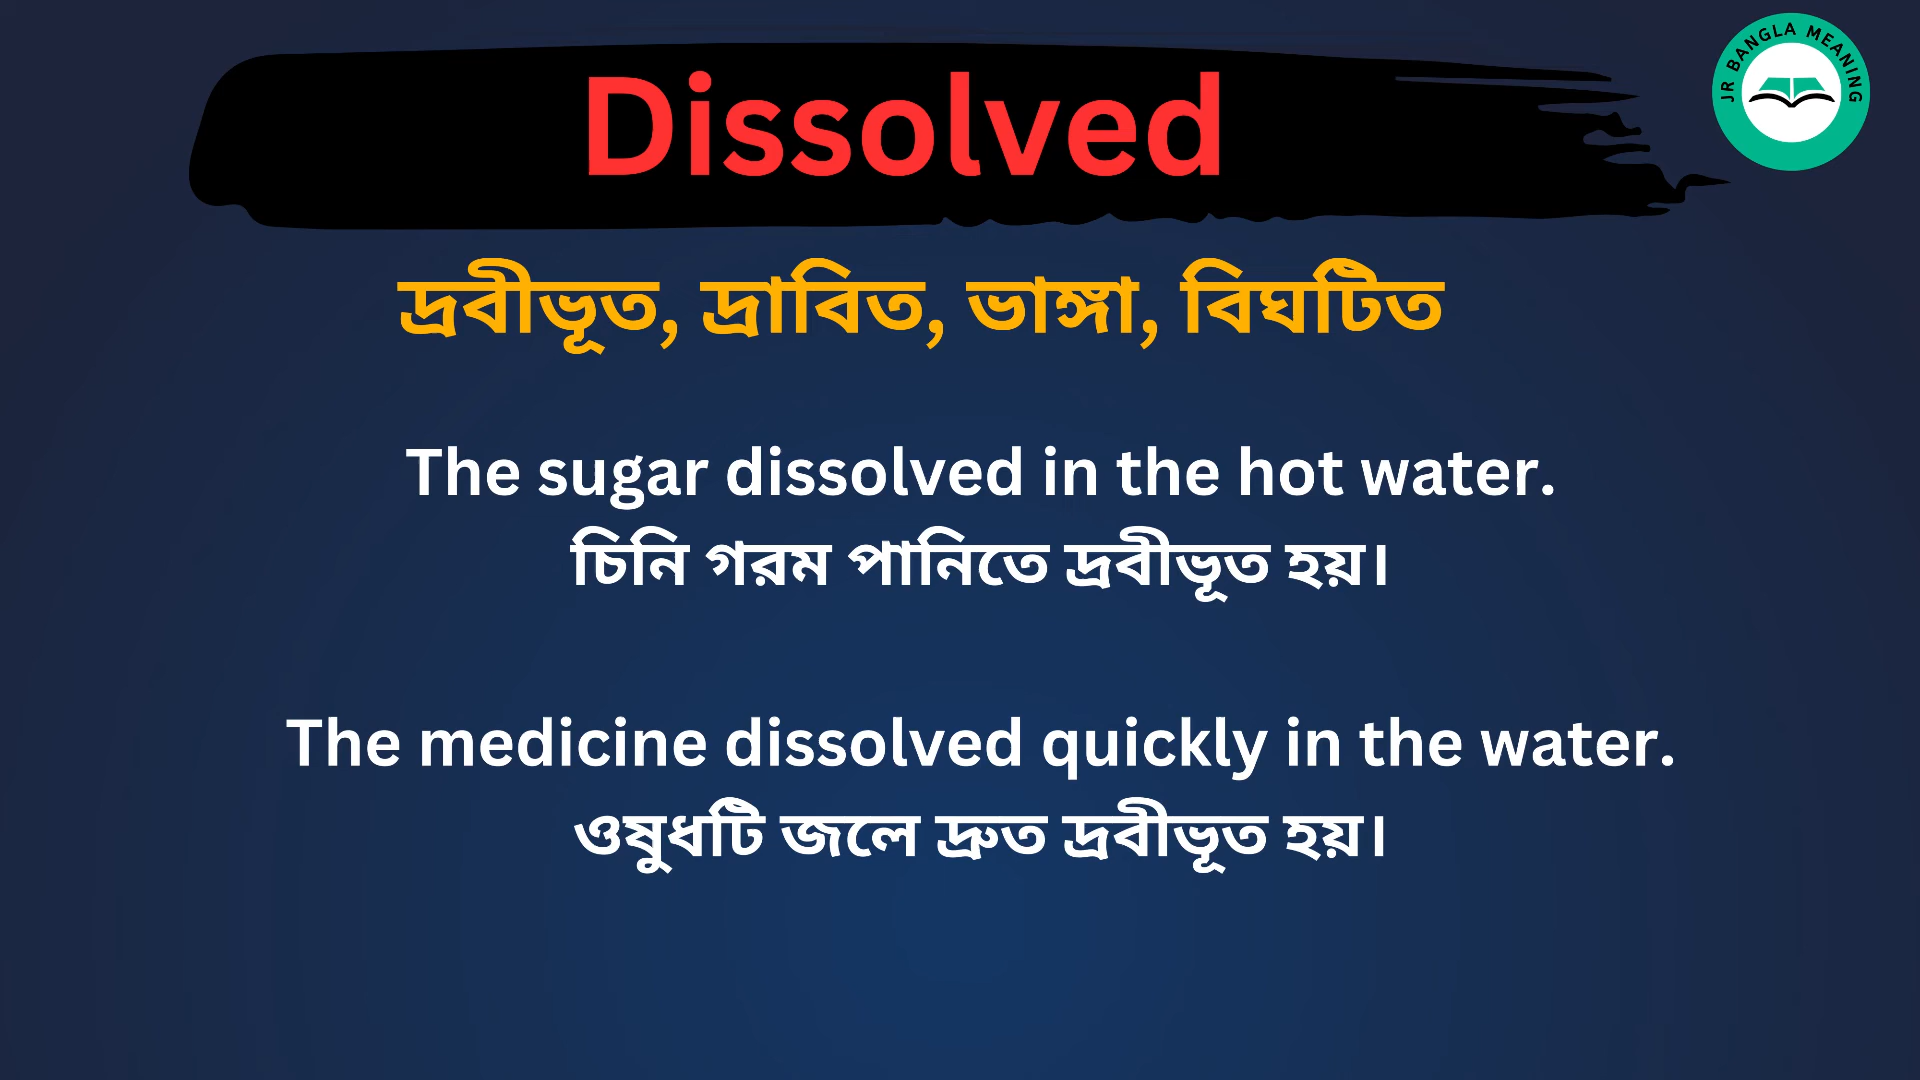 JR BANGLA MEANING
Dissolved
দ্রবীভূত, দ্রাবিত, ভাঙ্গা, বিঘটিত
The sugar dissolved in the hot water.
চিনি গরম পানিতে দ্রবীভূত হয়।
The medicine dissolved quickly in the water.
ওষুধটি জলে দ্রুত দ্রবীভূত হয়।